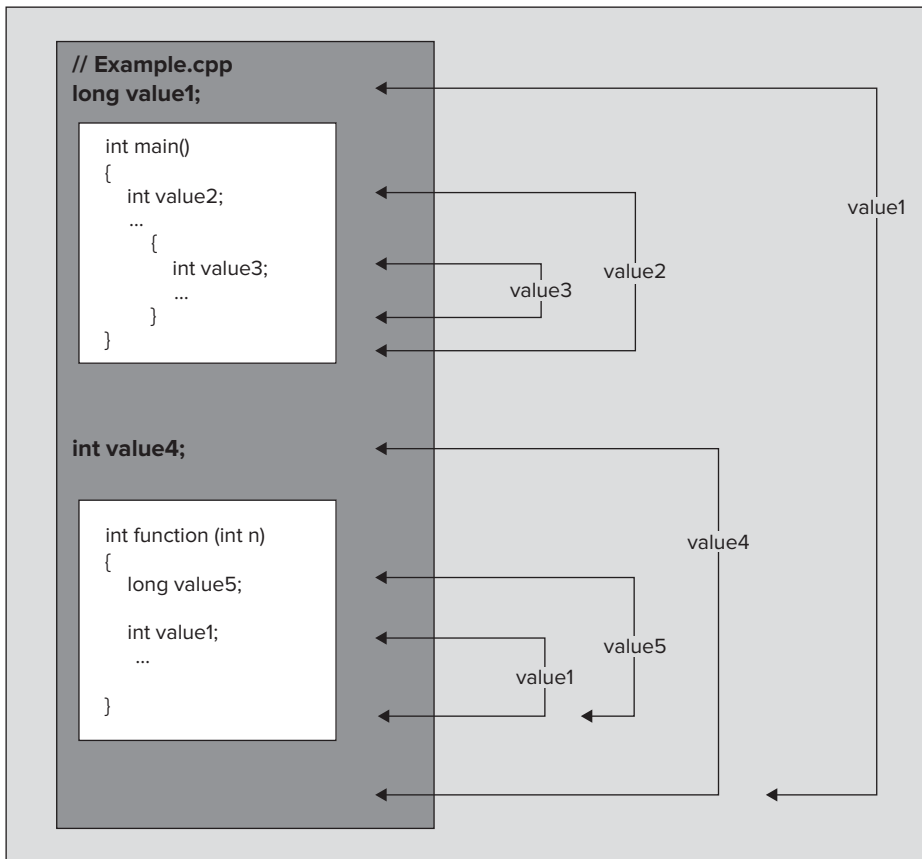 // Example.cpp
long value1;
int main()
{
int value2;
...
{
int value3;
...
}
}
int value4;
int function (int n)
{
long value5;
int value1;
...
}
value1
value2
value3
value4
value5
value1